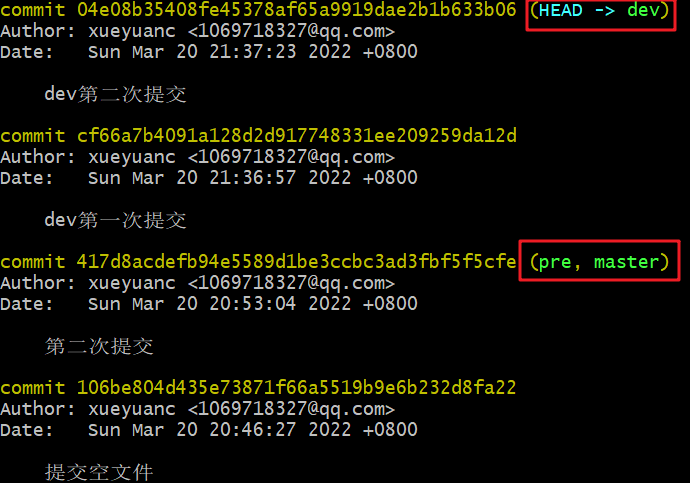 commit 04e08b35408fe45378af65a9919dae2b1b633b06 (HEAD -> dev)
Author: xueyuanc <1069718327@qq.com>
Date:   Sun Mar 20 21:37:23 2022 +0800
dev第二次提交
commit cf66a7b4091a128d2d917748331ee209259da12d
Author: xueyuanc <1069718327@qq.com>
Date:   Sun Mar 20 21:36:57 2022 +0800
dev第一次提交
commit 417d8acdefb94e5589d1be3ccbc3ad3fbf5f5cfe (pre, master)
Author: xueyuanc <1069718327@qq.com>
Date:   Sun Mar 20 20:53:04 2022 +0800
第二次提交
commit 106be804d435e73871f66a5519b9e6b232d8fa22
Author: xueyuanc <1069718327@qq.com>
Date:   Sun Mar 20 20:46:27 2022 +0800
提交空文件